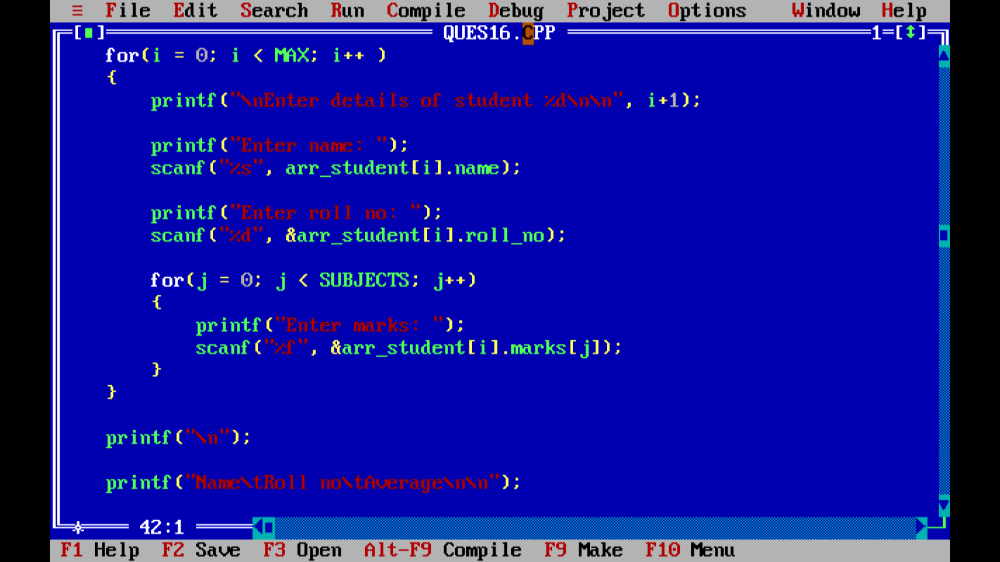 ≡ File Edit Search Run Compile Debug Project Options Window Help
[■] QUES16.CPP 1=[↕]
for(i = 0; i < MAX; i++ )
{
printf("\nEnter details of student %d\n\n", i+1);
printf("Enter name: ");
scanf("%s", arr_student[i].name);
printf("Enter roll no: ");
scanf("%d", &arr_student[i].roll_no);
for(j = 0; j < SUBJECTS; j++)
{
printf("Enter marks: ");
scanf("%f", &arr_student[i].marks[j]);
}
}
printf("\n");
printf("Name\tRoll no\tAverage\n\n");
42:1
F1 Help F2 Save F3 Open Alt-F9 Compile F9 Make F10 Menu